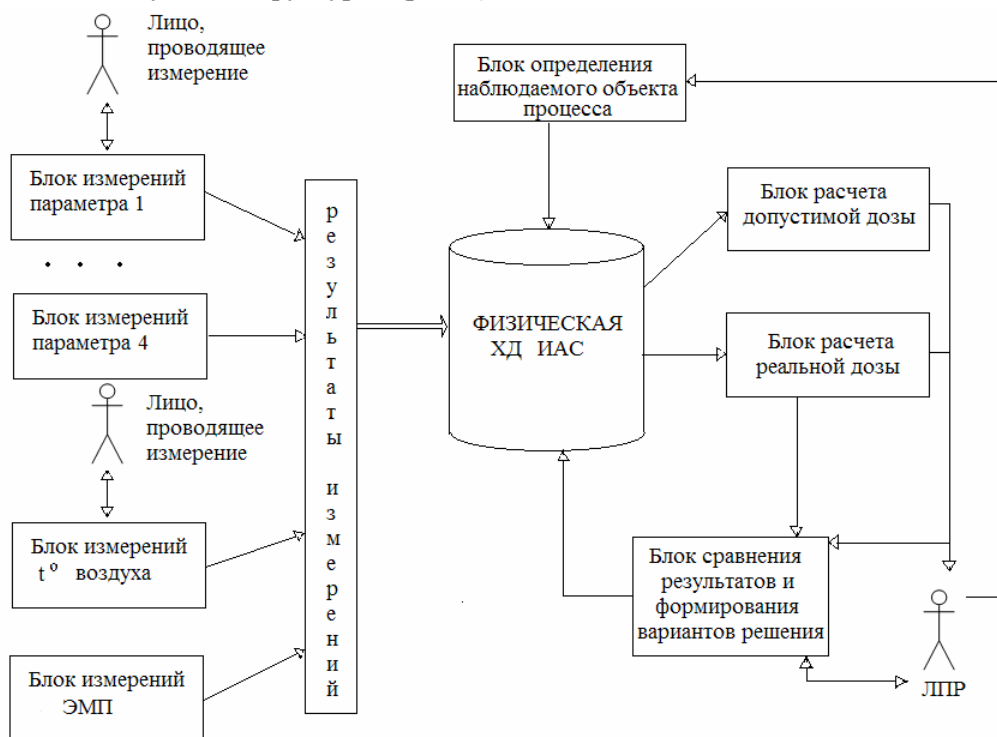 Лицо,
проводящее
измерение
Блок измерений
параметра 1
. . .
Блок измерений
параметра 4
Лицо,
проводящее
измерение
Блок измерений
t° воздуха
Блок измерений
ЭМП
результаты измерений
Блок определения
наблюдаемого объекта
процесса
ФИЗИЧЕСКАЯ
ХД ИАС
Блок расчета
допустимой дозы
Блок расчета
реальной дозы
Блок сравнения
результатов и
формирования
вариантов решения
ЛПР